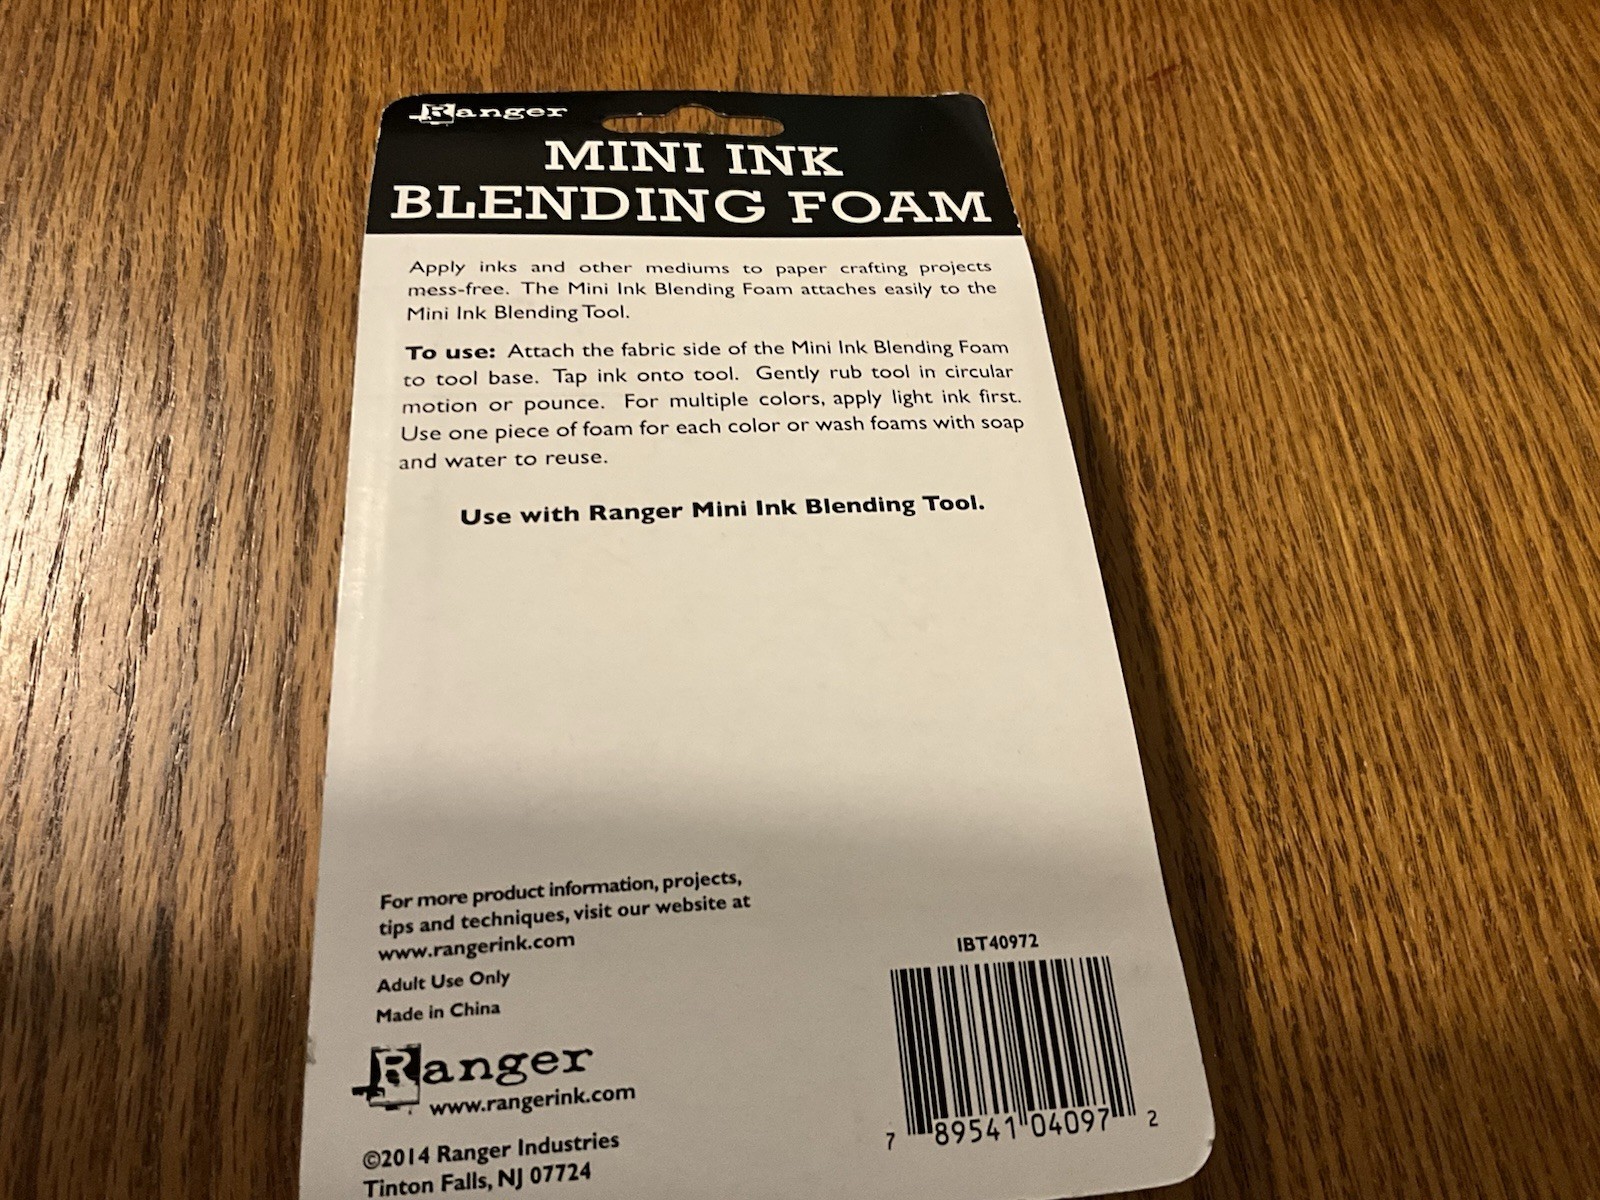 Ranger
MINI INK
BLENDING FOAM
Apply inks and other mediums to paper crafting projects
mess-free. The Mini Ink Blending Foam attaches easily to the
Mini Ink Blending Tool.
To use: Attach the fabric side of the Mini Ink Blending Foam
to tool base. Tap ink onto tool. Gently rub tool in circular
motion or pounce. For multiple colors, apply light ink first.
Use one piece of foam for each color or wash foams with soap
and water to reuse.
Use with Ranger Mini Ink Blending Tool.
For more product information, projects,
tips and techniques, visit our website at
www.rangerink.com
Adult Use Only
Made in China
Ranger
www.rangerink.com
©2014 Ranger Industries
Tinton Falls, NJ 07724
IBT40972
7 89541 04097 2